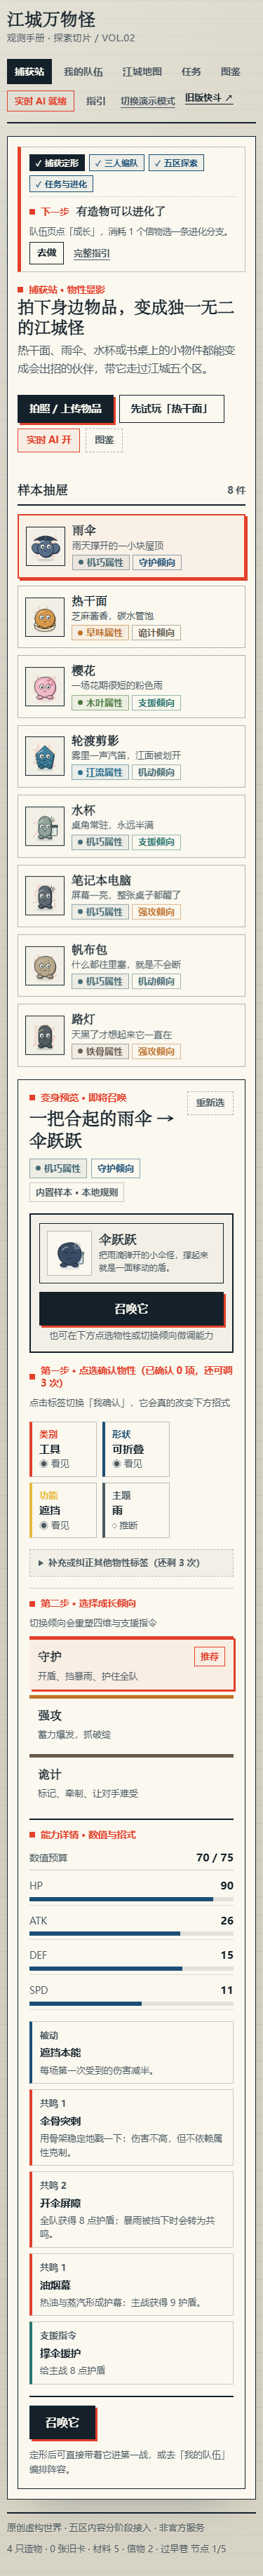 江城万物怪
观测手册 · 探索切片 / VOL.02
捕获站 我的队伍 江城地图 任务 图鉴
实时 AI 就绪 指引 切换演示模式 旧版快斗 ↗
✓ 捕获定形 ✓ 三人编队 ✓ 五区探索
✓ 任务与进化
下一步 有造物可以进化了
队伍页点「成长」，消耗 1 个信物选一条进化分支。
去做 完整指引
捕获站 • 物性显影
拍下身边物品，变成独一无二
的江城怪
热干面、雨伞、水杯或书桌上的小物件都能变
成会出招的伙伴，带它走过江城五个区。
拍照 / 上传物品 先试玩「热干面」
实时 AI 开 图鉴
样本抽屉 8 件
雨伞
雨天撑开的一小块屋顶
机巧属性 守护倾向
热干面
芝麻酱香，碳水管饱
早味属性 诡计倾向
樱花
一场花期很短的粉色雨
木叶属性 支援倾向
轮渡剪影
雾里一声汽笛，江面被划开
江流属性 机动倾向
水杯
桌角常驻，永远半满
机巧属性 支援倾向
笔记本电脑
屏幕一亮，整张桌子都醒了
机巧属性 强攻倾向
帆布包
什么都往里塞，就是不会断
机巧属性 机动倾向
路灯
天黑了才想起来它一直在
铁骨属性 强攻倾向
变身预览 • 即将召唤 重新选
一把合起的雨伞 →
伞跃跃
机巧属性 守护倾向
内置样本 • 本地规则
伞跃跃
把雨滴弹开的小伞怪，撑起来
就是一面移动的盾。
召唤它
也可在下方点选物性或切换倾向微调能力
第一步 · 点选确认物性（已确认 0 项，还可调
3 次）
点击标签切换「我确认」，它会真的改变下方招式
类别 形状
工具 可折叠
◉ 看见 ◉ 看见
功能 主题
遮挡 雨
◉ 看见 ○ 推断
▶ 补充或纠正其他物性标签（还剩 3 次）
第二步 · 选择成长倾向
切换倾向会重塑四维与支援指令
守护 推荐
开盾、挡暴雨、护住全队
强攻
蓄力爆发，抓破绽
诡计
标记、牵制、让对手难受
能力详情 • 数值与招式
数值预算 70 / 75
HP 90
ATK 26
DEF 15
SPD 11
被动
遮挡本能
每场第一次受到的伤害减半。
共鸣 1
伞骨突刺
用骨架稳定地戳一下：伤害不高，但不依赖属
性克制。
共鸣 2
开伞屏障
全队获得 8 点护盾；暴雨被挡下时会转为共
鸣。
共鸣 1
油烟幕
热油与蒸汽形成护幕：主战获得 9 护盾。
支援指令
撑伞援护
给主战 8 点护盾
召唤它
定形后可直接带着它进第一战，或去「我的队伍」
编排阵容。
原创虚构世界 · 五区内容分阶段接入 · 非官方服务
4 只造物 · 0 张旧卡 · 材料 5 · 信物 2 · 过早巷 节点 1/5